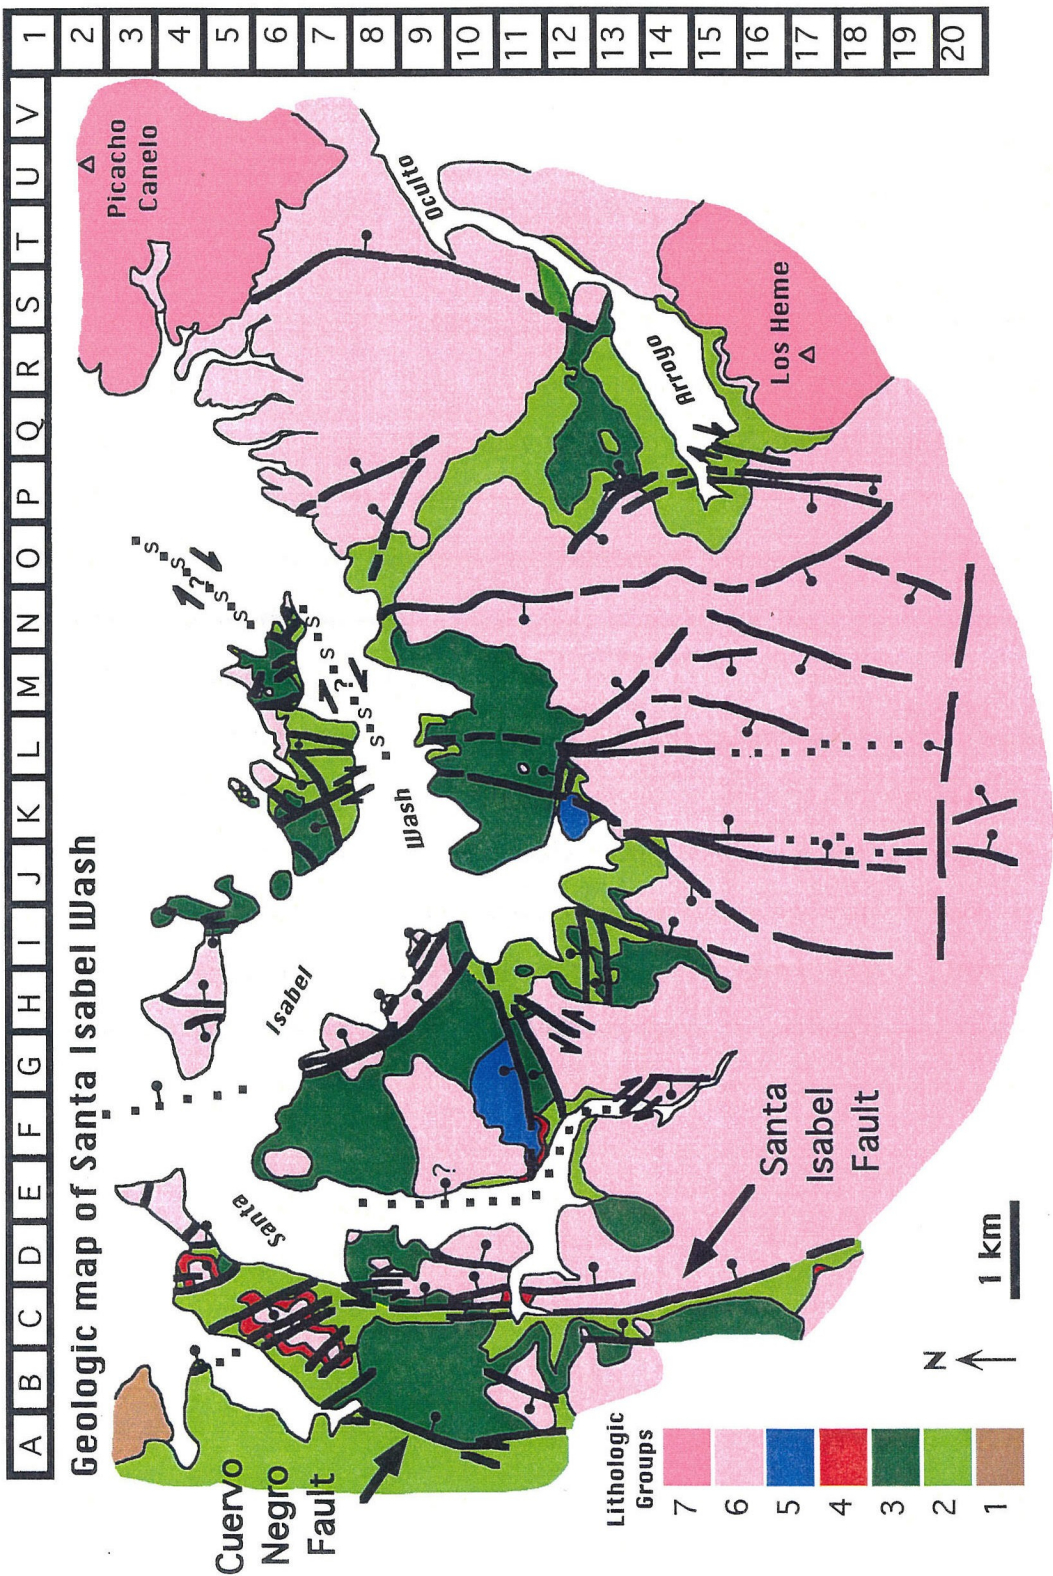 A B C D E F G H I J K L M N O P Q R S T U V 1
2
3
4
5
6
7
8
9
10
11
12
13
14
15
16
17
18
19
20
Geologic map of Santa Isabel Wash
Picacho
Canelo
Oculto
Arroyo
Los Heme
Santa
Isabel
Wash
S
S
?
S
S
S
S
?
S
S
?
Cuervo
Negro
Fault
Santa
Isabel
Fault
1 km
N
Lithologic
Groups
7
6
5
4
3
2
1